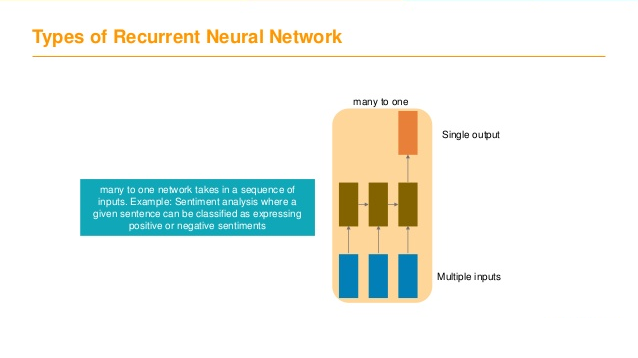 Types of Recurrent Neural Network
many to one
Single output
many to one network takes in a sequence of
inputs. Example: Sentiment analysis where a
given sentence can be classified as expressing
positive or negative sentiments
Multiple inputs